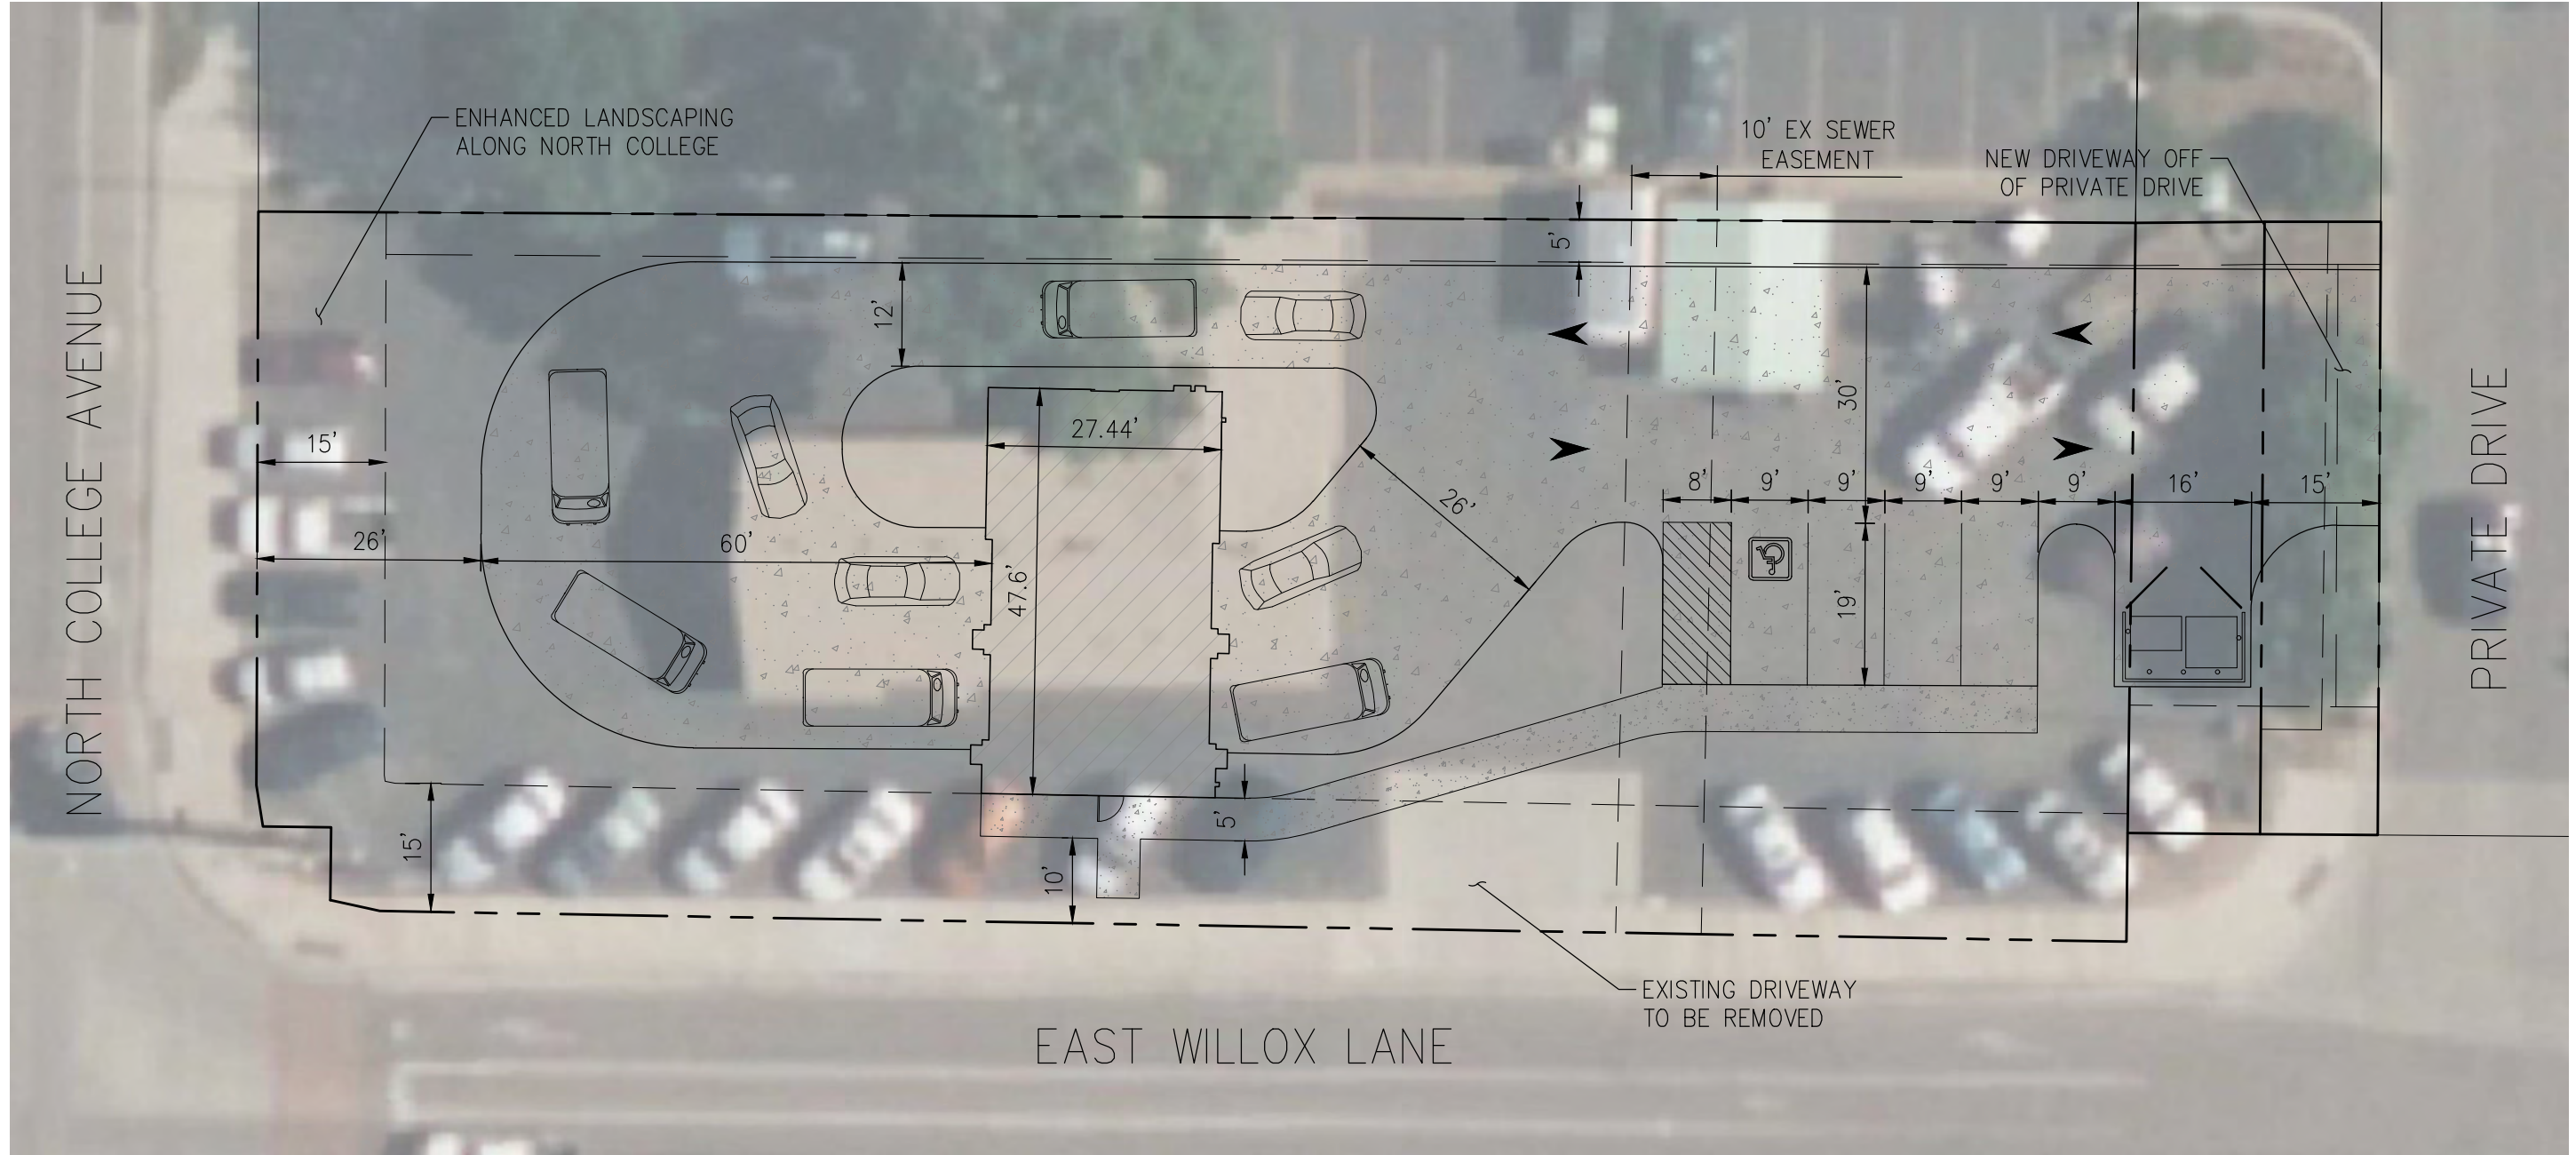 ENHANCED LANDSCAPING
ALONG NORTH COLLEGE
10' EX SEWER
EASEMENT
NEW DRIVEWAY OFF
OF PRIVATE DRIVE
5'
12'
27.44'
30'
15'
NORTH COLLEGE AVENUE
PRIVATE DRIVE
8'
9'
9'
9'
9'
9'
16'
15'
26'
26'
60'
47.6'
19'
15'
5'
10'
EXISTING DRIVEWAY
TO BE REMOVED
EAST WILLOX LANE